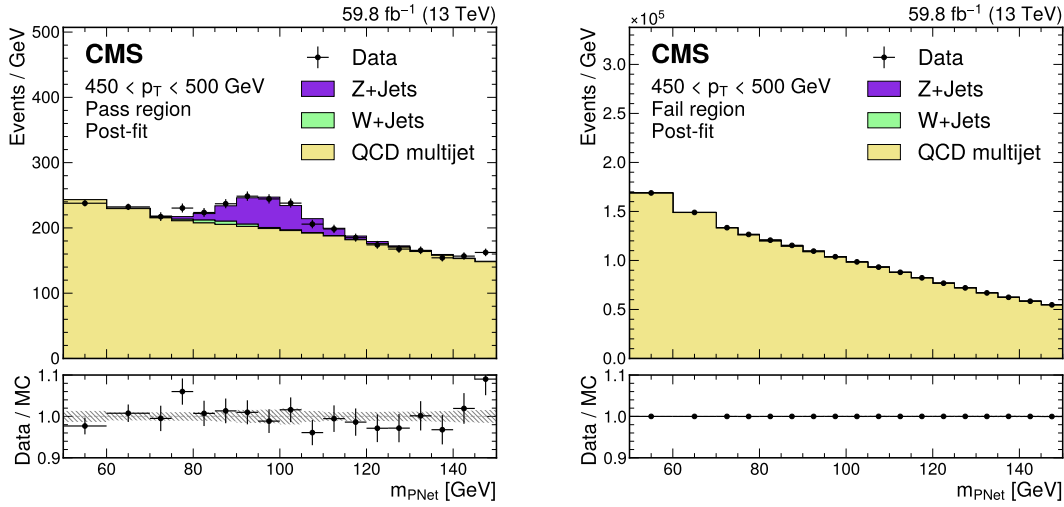 59.8 fb⁻¹ (13 TeV)
CMS
450 < pT < 500 GeV
Pass region
Post-fit
Data
Z+Jets
W+Jets
QCD multijet
Events / GeV
500
400
300
200
100
0
Data / MC
1.1
1.0
0.9
60 80 100 120 140
mPNet [GeV]
×10⁵ 59.8 fb⁻¹ (13 TeV)
CMS
450 < pT < 500 GeV
Fail region
Post-fit
Data
Z+Jets
W+Jets
QCD multijet
Events / GeV
3.0
2.5
2.0
1.5
1.0
0.5
0.0
Data / MC
1.1
1.0
0.9
60 80 100 120 140
mPNet [GeV]